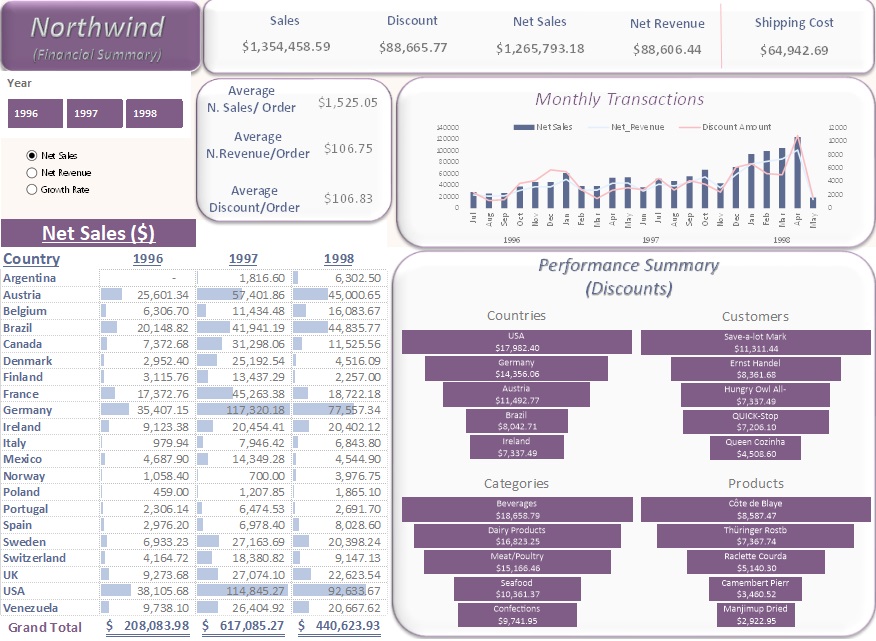 Northwind
(Financial Summary)
Sales
$1,354,458.59
Discount
$88,665.77
Net Sales
$1,265,793.18
Net Revenue
$88,606.44
Shipping Cost
$64,942.69
Year
1996
1997
1998
Net Sales
Net Revenue
Growth Rate
Average
N. Sales/ Order
$1,525.05
Average
N.Revenue/Order
$106.75
Average
Discount/Order
$106.83
Monthly Transactions
Net Sales
Net_Revenue
Discount Amount
140000
120000
100000
80000
60000
40000
20000
0
12000
10000
8000
6000
4000
2000
0
Jul Aug Sep Oct Nov Dec Jan Feb Mar Apr May Jun Jul Aug Sep Oct Nov Dec Jan Feb Mar Apr May
1996 1997 1998
Net Sales ($)
Country 1996 1997 1998
Argentina - 1,816.60 6,302.50
Austria 25,601.34 57,401.86 45,000.65
Belgium 6,306.70 11,434.48 16,083.67
Brazil 20,148.82 41,941.19 44,835.77
Canada 7,372.68 31,298.06 11,525.56
Denmark 2,952.40 25,192.54 4,516.09
Finland 3,115.76 13,437.29 2,257.00
France 17,372.76 45,263.38 18,722.18
Germany 35,407.15 117,320.18 77,557.34
Ireland 9,123.38 20,454.41 20,402.12
Italy 979.94 7,946.42 6,843.80
Mexico 4,687.90 14,349.28 4,544.90
Norway 1,058.40 700.00 3,976.75
Poland 459.00 1,207.85 1,865.10
Portugal 2,306.14 6,474.53 2,691.70
Spain 2,976.20 6,978.40 8,028.60
Sweden 6,933.23 27,163.69 20,398.24
Switzerland 4,164.72 18,380.82 9,147.13
UK 9,273.68 27,074.10 22,623.54
USA 38,105.68 114,845.27 92,633.67
Venezuela 9,738.10 26,404.92 20,667.62
Grand Total $ 208,083.98 $ 617,085.27 $ 440,623.93
Performance Summary
(Discounts)
Countries
USA
$17,982.40
Germany
$14,356.06
Austria
$11,492.77
Brazil
$8,042.71
Ireland
$7,337.49
Customers
Save-a-lot Mark
$11,311.44
Ernst Handel
$8,361.68
Hungry Owl All-
$7,337.49
QUICK-Stop
$7,206.10
Queen Cozinha
$4,508.60
Categories
Beverages
$18,658.79
Dairy Products
$16,823.25
Meat/Poultry
$15,166.46
Seafood
$10,361.37
Confections
$9,741.95
Products
Côte de Blaye
$8,587.47
Thüringer Rostb
$7,367.74
Raclette Courda
$5,140.30
Camembert Pierr
$3,460.52
Manjimup Dried
$2,922.95